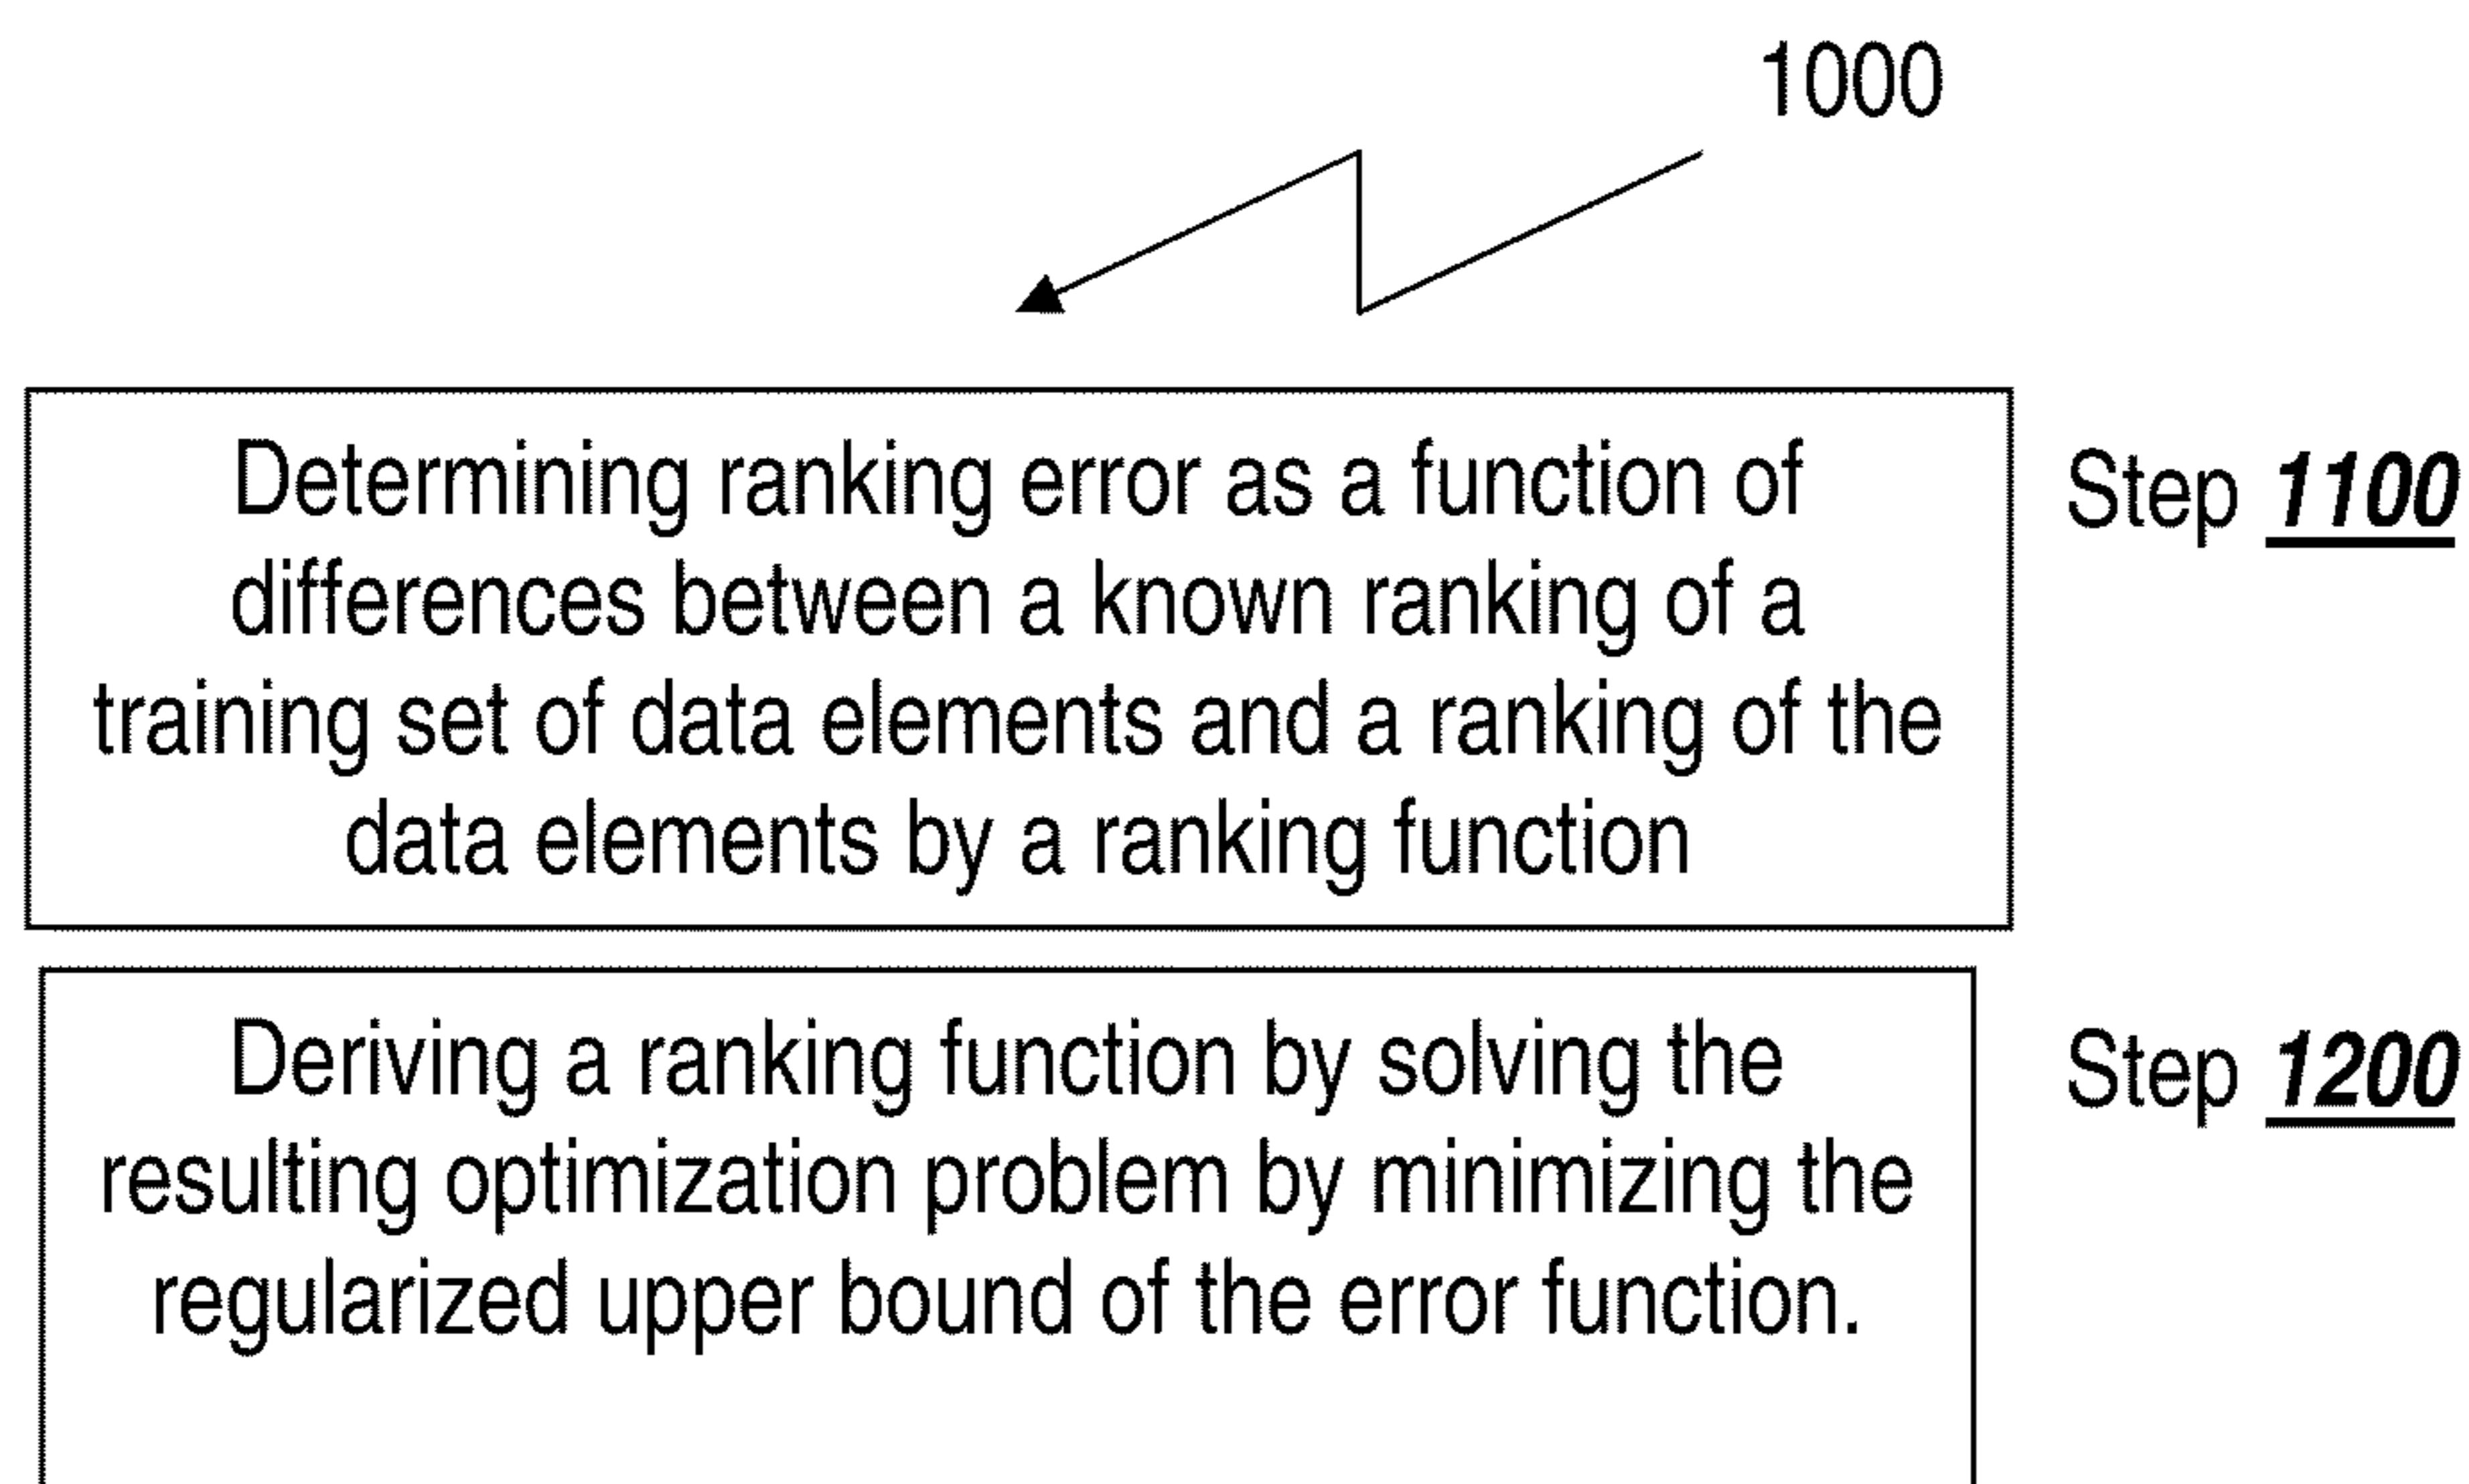 1000
Determining ranking error as a function of
differences between a known ranking of a
training set of data elements and a ranking of the
data elements by a ranking function
Step 1100
Deriving a ranking function by solving the
resulting optimization problem by minimizing the
regularized upper bound of the error function.
Step 1200